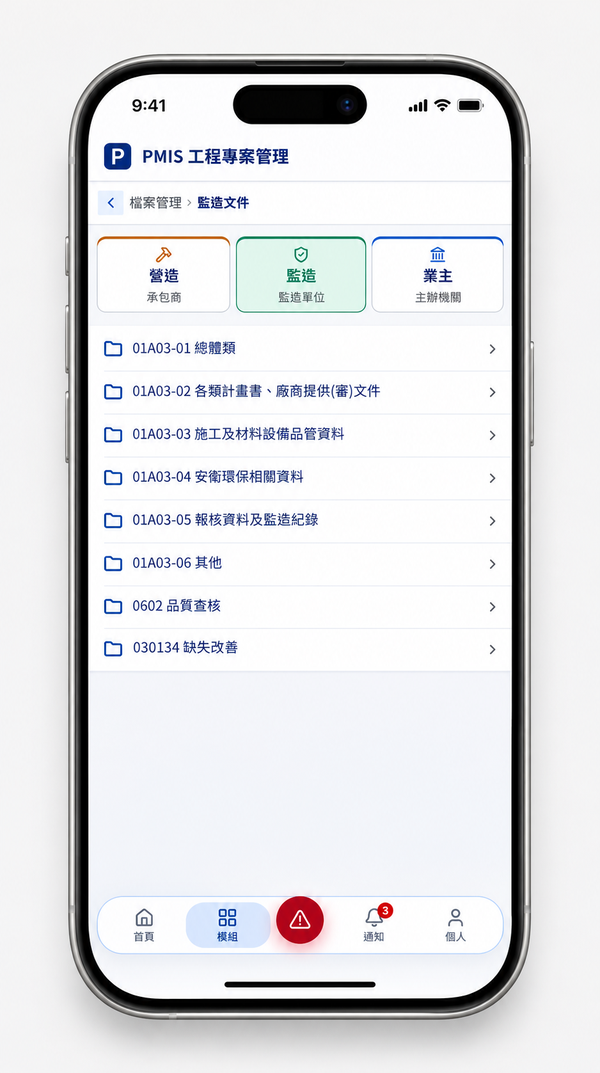 9:41
P PMIS 工程專案管理
檔案管理 › 監造文件
營造 監造 業主
承包商 監造單位 主辦機關
01A03-01 總體類
01A03-02 各類計畫書、廠商提供(審)文件
01A03-03 施工及材料設備品管資料
01A03-04 安衛環保相關資料
01A03-05 報核資料及監造紀錄
01A03-06 其他
0602 品質查核
030134 缺失改善
3
首頁 模組 通知 個人